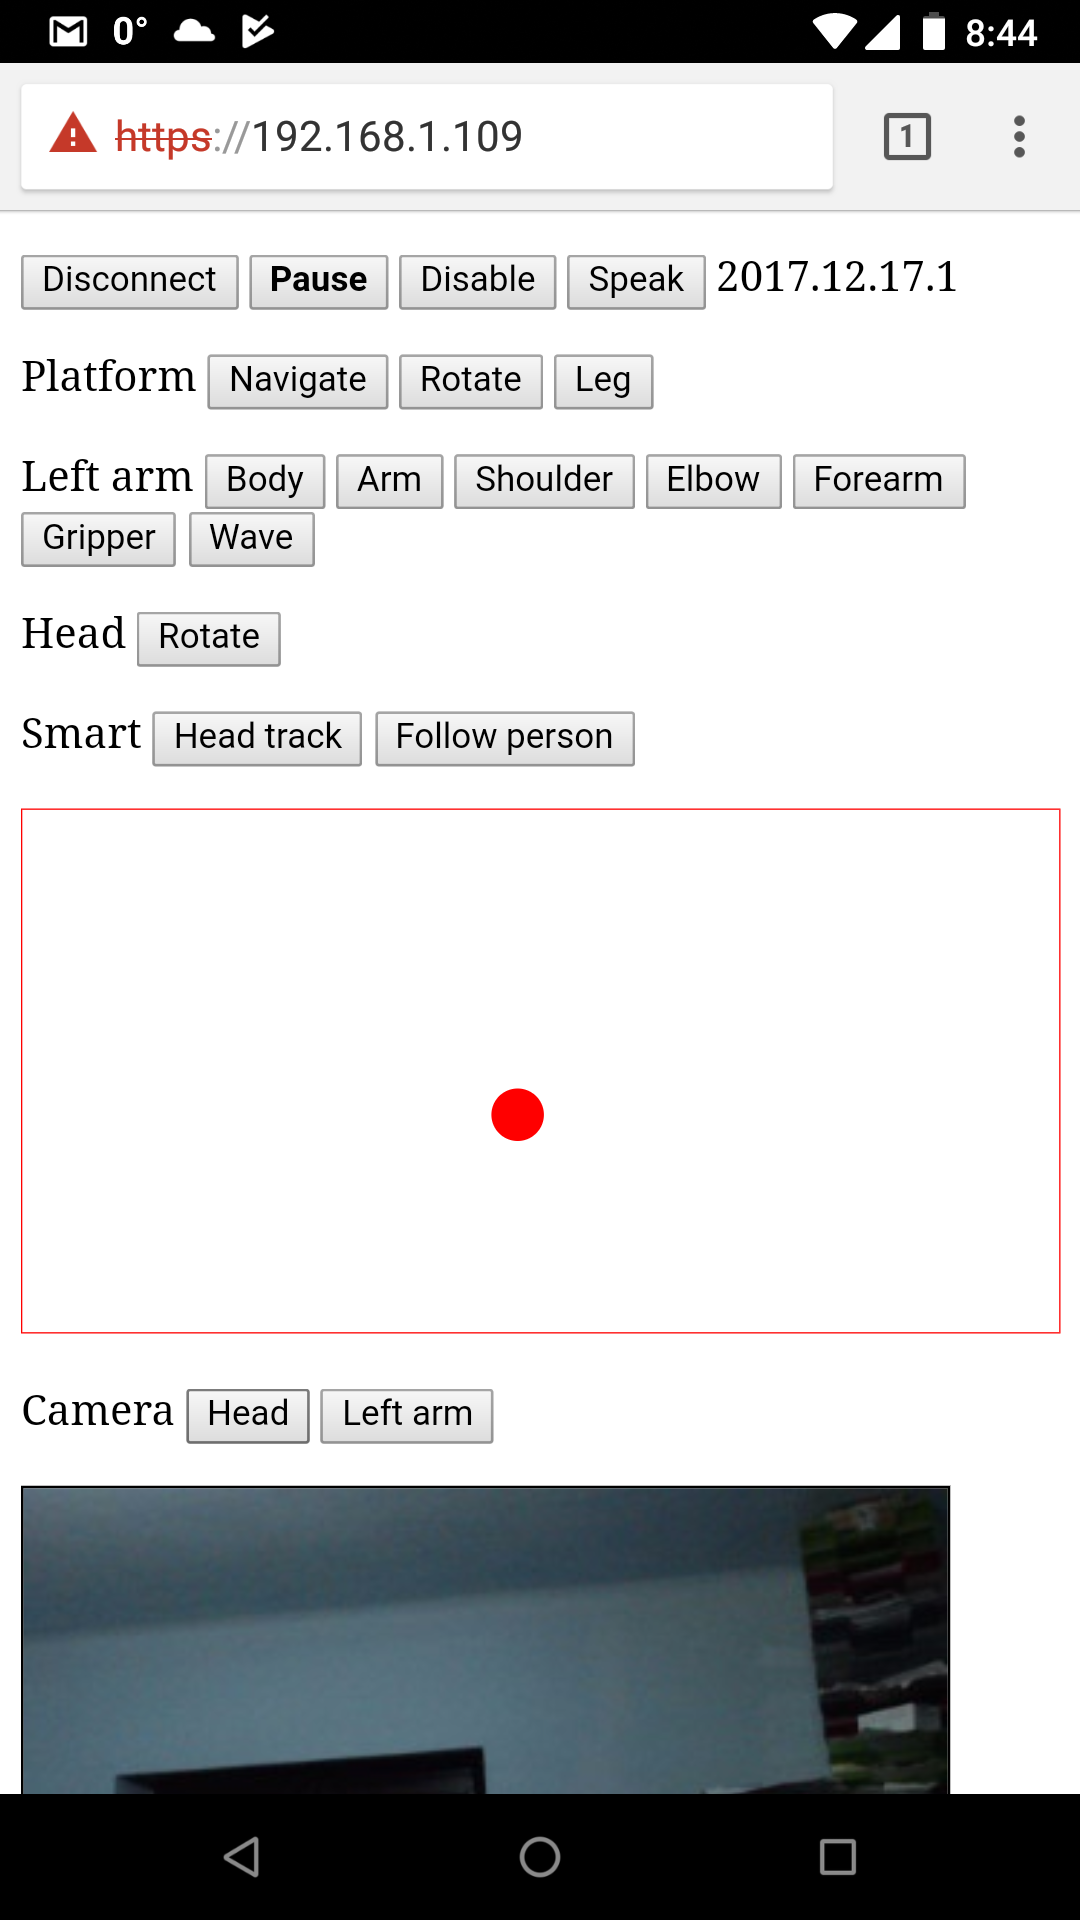 0° 8:44
https://192.168.1.109 1
Disconnect Pause Disable Speak 2017.12.17.1
Platform Navigate Rotate Leg
Left arm Body Arm Shoulder Elbow Forearm
Gripper Wave
Head Rotate
Smart Head track Follow person
Camera Head Left arm